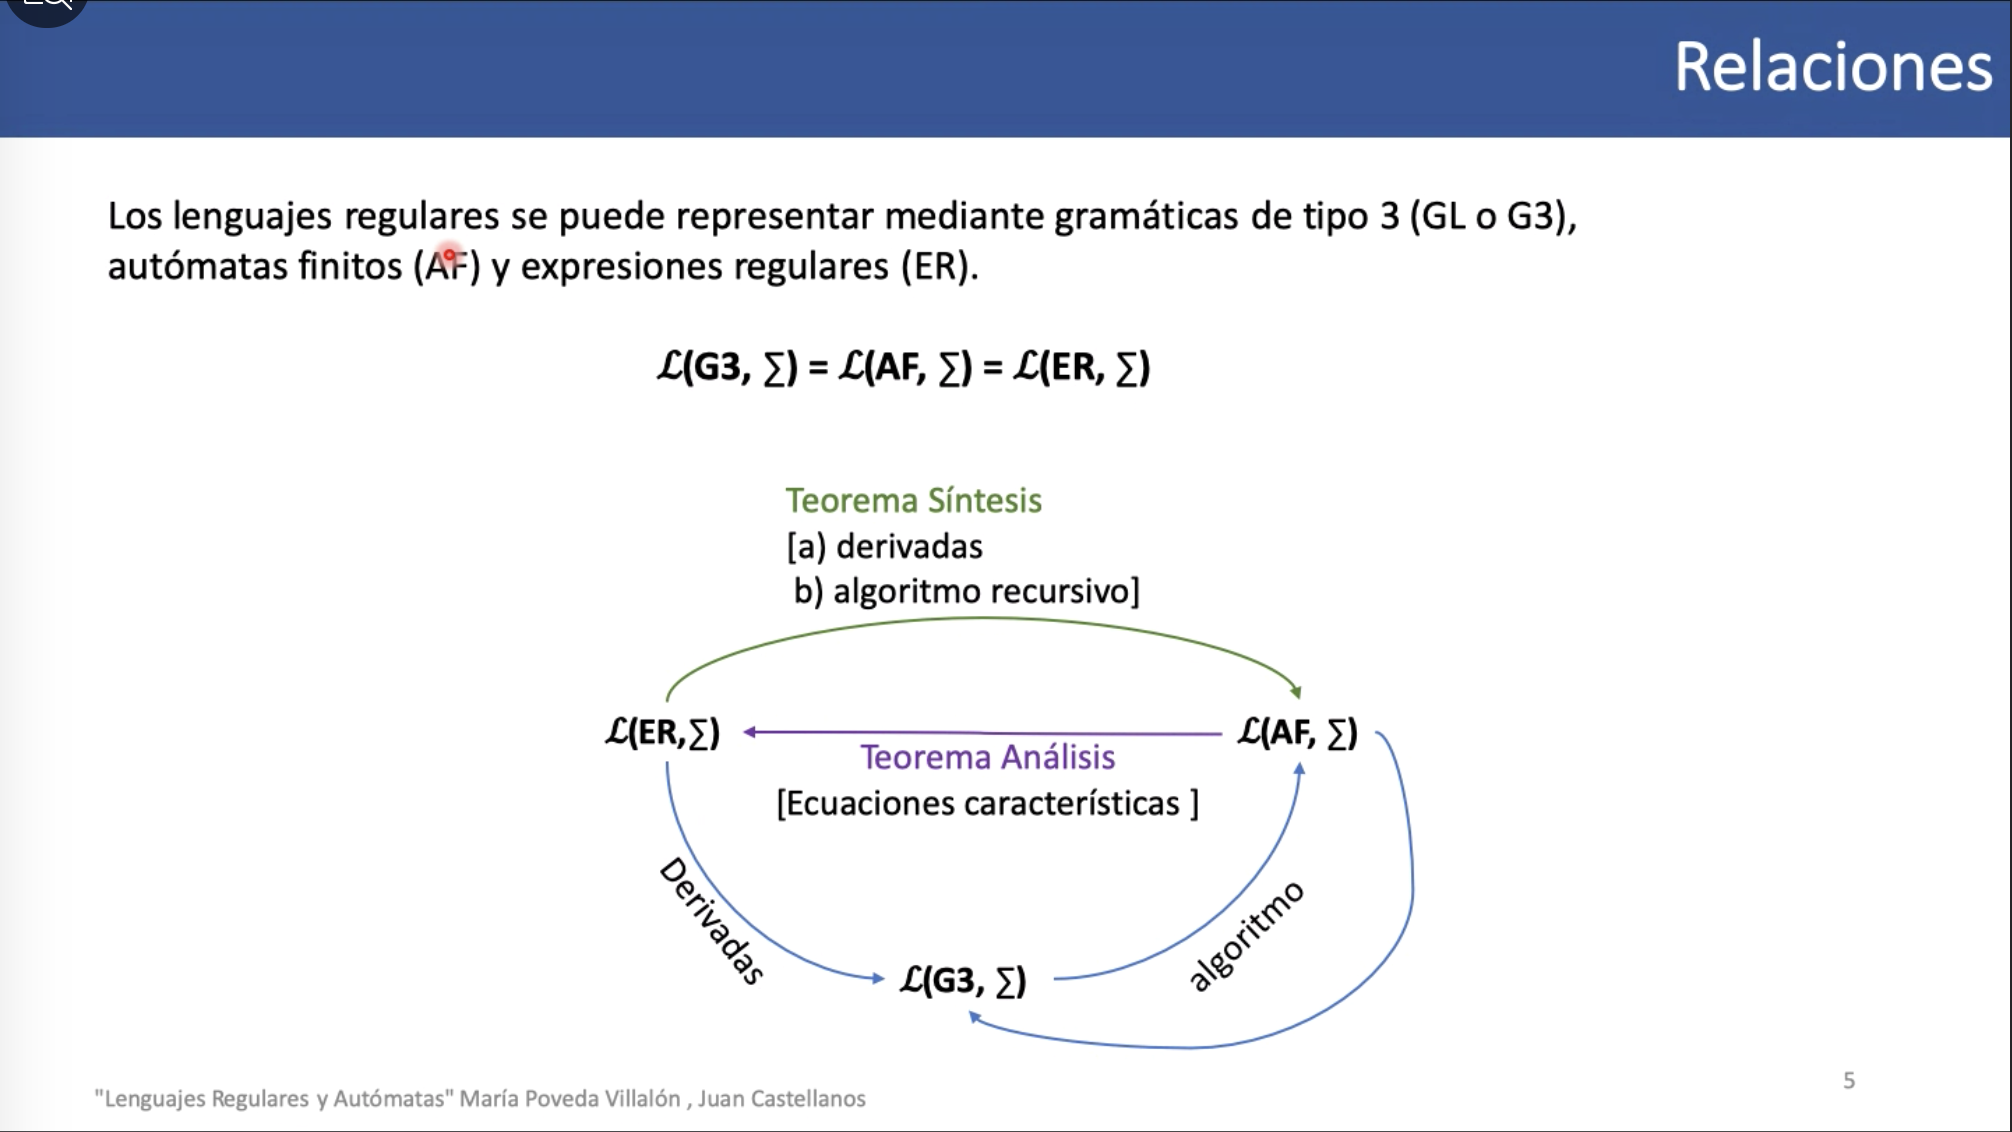 Relaciones
Los lenguajes regulares se puede representar mediante gramáticas de tipo 3 (GL o G3),
autómatas finitos (AF) y expresiones regulares (ER).
ℒ(G3, ∑) = ℒ(AF, ∑) = ℒ(ER, ∑)
Teorema Síntesis
[a) derivadas
b) algoritmo recursivo]
ℒ(ER,∑)
ℒ(AF, ∑)
Teorema Análisis
[Ecuaciones características ]
Derivadas
algoritmo
ℒ(G3, ∑)
"Lenguajes Regulares y Autómatas" María Poveda Villalón , Juan Castellanos
5